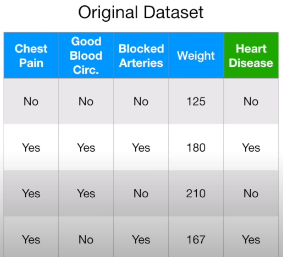 Original Dataset
Chest Pain Good Blood Circ. Blocked Arteries Weight Heart Disease
No No No 125 No
Yes Yes Yes 180 Yes
Yes Yes No 210 No
Yes No Yes 167 Yes